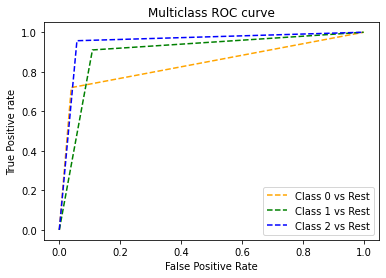 Multiclass ROC curve
True Positive rate
1.0
0.8
0.6
0.4
0.2
0.0
0.0 0.2 0.4 0.6 0.8 1.0
False Positive Rate
Class 0 vs Rest
Class 1 vs Rest
Class 2 vs Rest